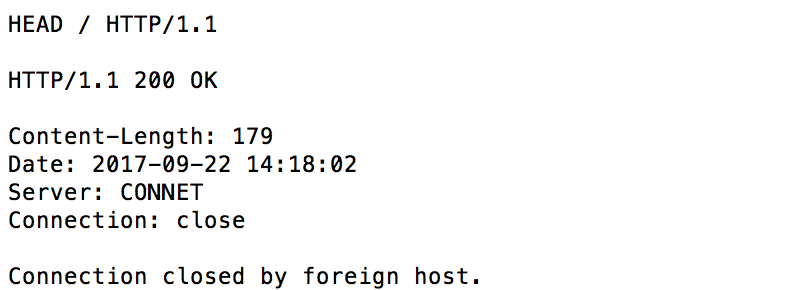 HEAD / HTTP/1.1
HTTP/1.1 200 OK
Content-Length: 179
Date: 2017-09-22 14:18:02
Server: CONNET
Connection: close
Connection closed by foreign host.